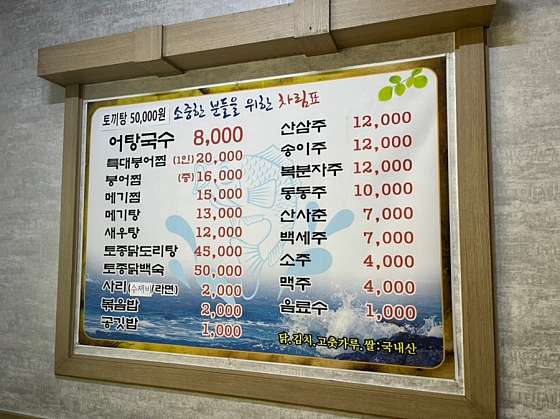 토끼탕 50,000원 소중한 분들을 위한 차림표
어탕국수 8,000
특대붕어찜 (1인) 20,000
붕어찜 (중) 16,000
메기찜 15,000
메기탕 13,000
새우탕 12,000
토종닭도리탕 45,000
토종닭백숙 50,000
사리(수제비/라면) 2,000
볶음밥 2,000
공깃밥 1,000
산삼주 12,000
송이주 12,000
복분자주 12,000
동동주 10,000
산사춘 7,000
백세주 7,000
소주 4,000
맥주 4,000
음료수 1,000
닭.김치.고춧가루.쌀:국내산